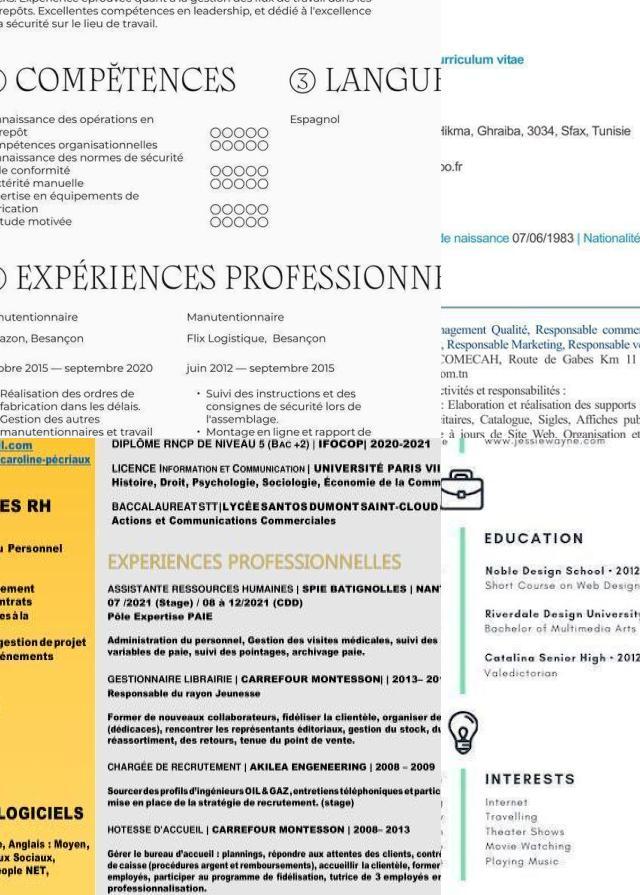 repôts. Excellentes compétences en leadership, et dédié à l'excellence
a sécurité sur le lieu de travail.
COMPÉTENCES
naissance des opérations en
repôt
mpétences organisationnelles
nnaissance des normes de sécurité
de conformité
xtérité manuelle
ertise en équipements de
rication
tude motivée
③ LANGUE
Espagnol
EXPÉRIENCES PROFESSIONNE
nutentionnaire
azon, Besançon
obre 2015 — septembre 2020
Réalisation des ordres de
fabrication dans les délais.
Gestion des autres
manutentionnaires et travail
Manutentionnaire
Flix Logistique, Besançon
juin 2012 — septembre 2015
• Suivi des instructions et des
consignes de sécurité lors de
l'assemblage.
• Montage en ligne et rapport de
urriculum vitae
Hikma, Ghraiba, 3034, Sfax, Tunisie
oo.fr
de naissance 07/06/1983 | Nationalité
nagement Qualité, Responsable commer
, Responsable Marketing, Responsable ve
COMECAH, Route de Gabes Km 11
om.tn
ctivités et responsabilités :
: Elaboration et réalisation des supports
itaires, Catalogue, Sigles, Affiches pub
e à jours de Site Web. Organisation et
il.com
caroline-pécriaux
ES RH
u Personnel
ement
ntrats
es à la
gestion de projet
énements
LOGICIELS
e, Anglais : Moyen,
ux Sociaux,
eople NET,
DIPLÔME RNCP DE NIVEAU 5 (BAC +2) | IFOCOP| 2020-2021
LICENCE INFORMATION ET COMMUNICATION | UNIVERSITÉ PARIS VII
Histoire, Droit, Psychologie, Sociologie, Économie de la Comm
BACCALAUREAT STT|LYCÉE SANTOS DUMONT SAINT-CLOUD
Actions et Communications Commerciales
EXPERIENCES PROFESSIONNELLES
ASSISTANTE RESSOURCES HUMAINES | SPIE BATIGNOLLES | NAN
07 /2021 (Stage) / 08 à 12/2021 (CDD)
Pôle Expertise PAIE
Administration du personnel, Gestion des visites médicales, suivi des
variables de paie, suivi des pointages, archivage paie.
GESTIONNAIRE LIBRAIRIE | CARREFOUR MONTESSON| | 2013– 201
Responsable du rayon Jeunesse
Former de nouveaux collaborateurs, fidéliser la clientèle, organiser de
(dédicaces), rencontrer les représentants éditoriaux, gestion du stock, du
réassortiment, des retours, tenue du point de vente.
CHARGÉE DE RECRUTEMENT | AKILEA ENGENEERING | 2008 – 2009
Sourcer des profils d'ingénieurs OIL & GAZ, entretiens téléphoniques et partic
mise en place de la stratégie de recrutement. (stage)
HOTESSE D'ACCUEIL | CARREFOUR MONTESSON | 2008– 2013
Gérer le bureau d'accueil : plannings, répondre aux attentes des clients, contrô
de caisse (procédures argent et remboursements), accueillir la clientèle, former
employés, participer au programme de fidélisation, tutrice de 3 employés en
professionnalisation.
www.jessiewayne.com
EDUCATION
Noble Design School • 2012
Short Course on Web Design
Riverdale Design University
Bachelor of Multimedia Arts
Catalina Senior High • 2012
Valedictorian
INTERESTS
Internet
Travelling
Theater Shows
Movie Watching
Playing Music